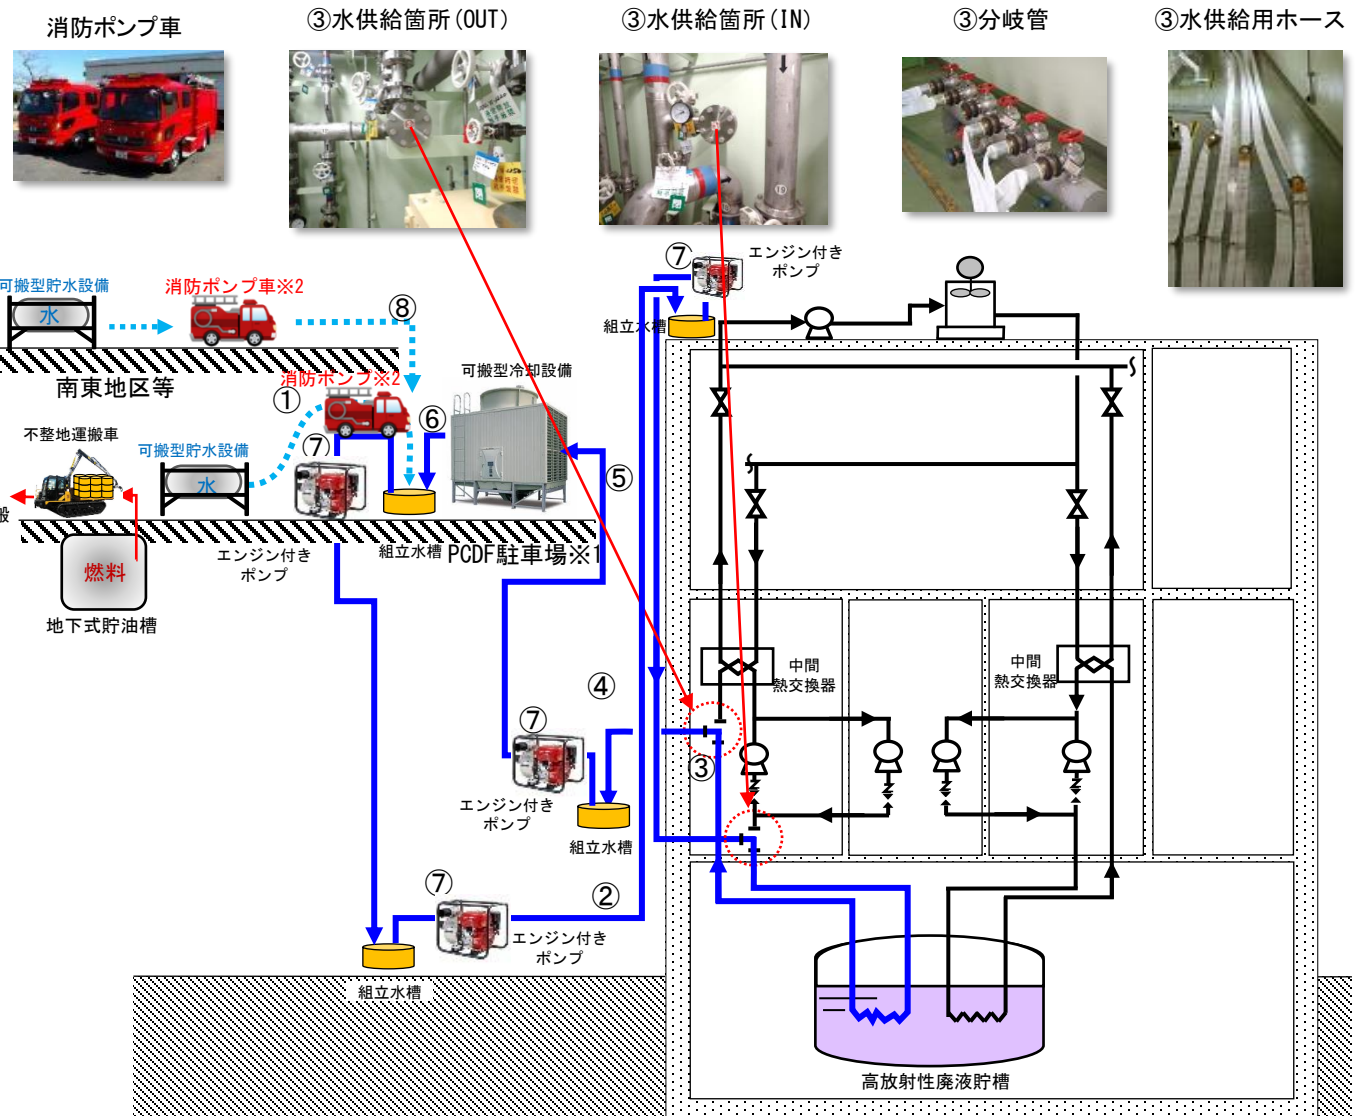 消防ポンプ車
③水供給箇所(OUT)
③水供給箇所(IN)
③分岐管
③水供給用ホース
⑦
エンジン付き
ポンプ
組立水槽
可搬型貯水設備
水
消防ポンプ車※2
⑧
南東地区等
消防ポンプ※2
①
可搬型冷却設備
⑥
⑦
⑤
不整地運搬車
可搬型貯水設備
水
搬
燃料
地下式貯油槽
エンジン付き
ポンプ
組立水槽
PCDF駐車場※1
中間
熱交換器
中間
熱交換器
④
⑦
③
エンジン付き
ポンプ
組立水槽
⑦
②
エンジン付き
ポンプ
組立水槽
高放射性廃液貯槽